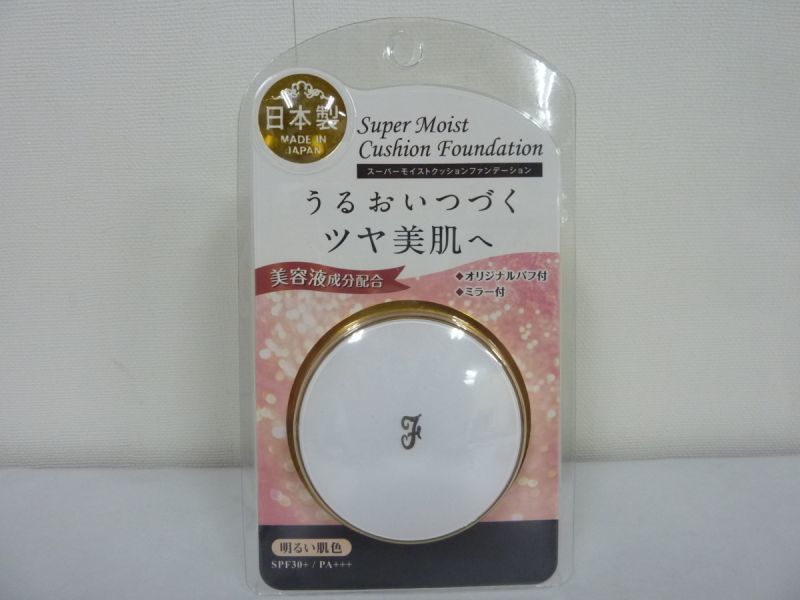 日本製
MADE IN
JAPAN
Super Moist
Cushion Foundation
スーパーモイストクッションファンデーション
うるおいつづく
ツヤ美肌へ
美容液成分配合
◆オリジナルパフ付
◆ミラー付
F
明るい肌色
SPF30+ / PA+++